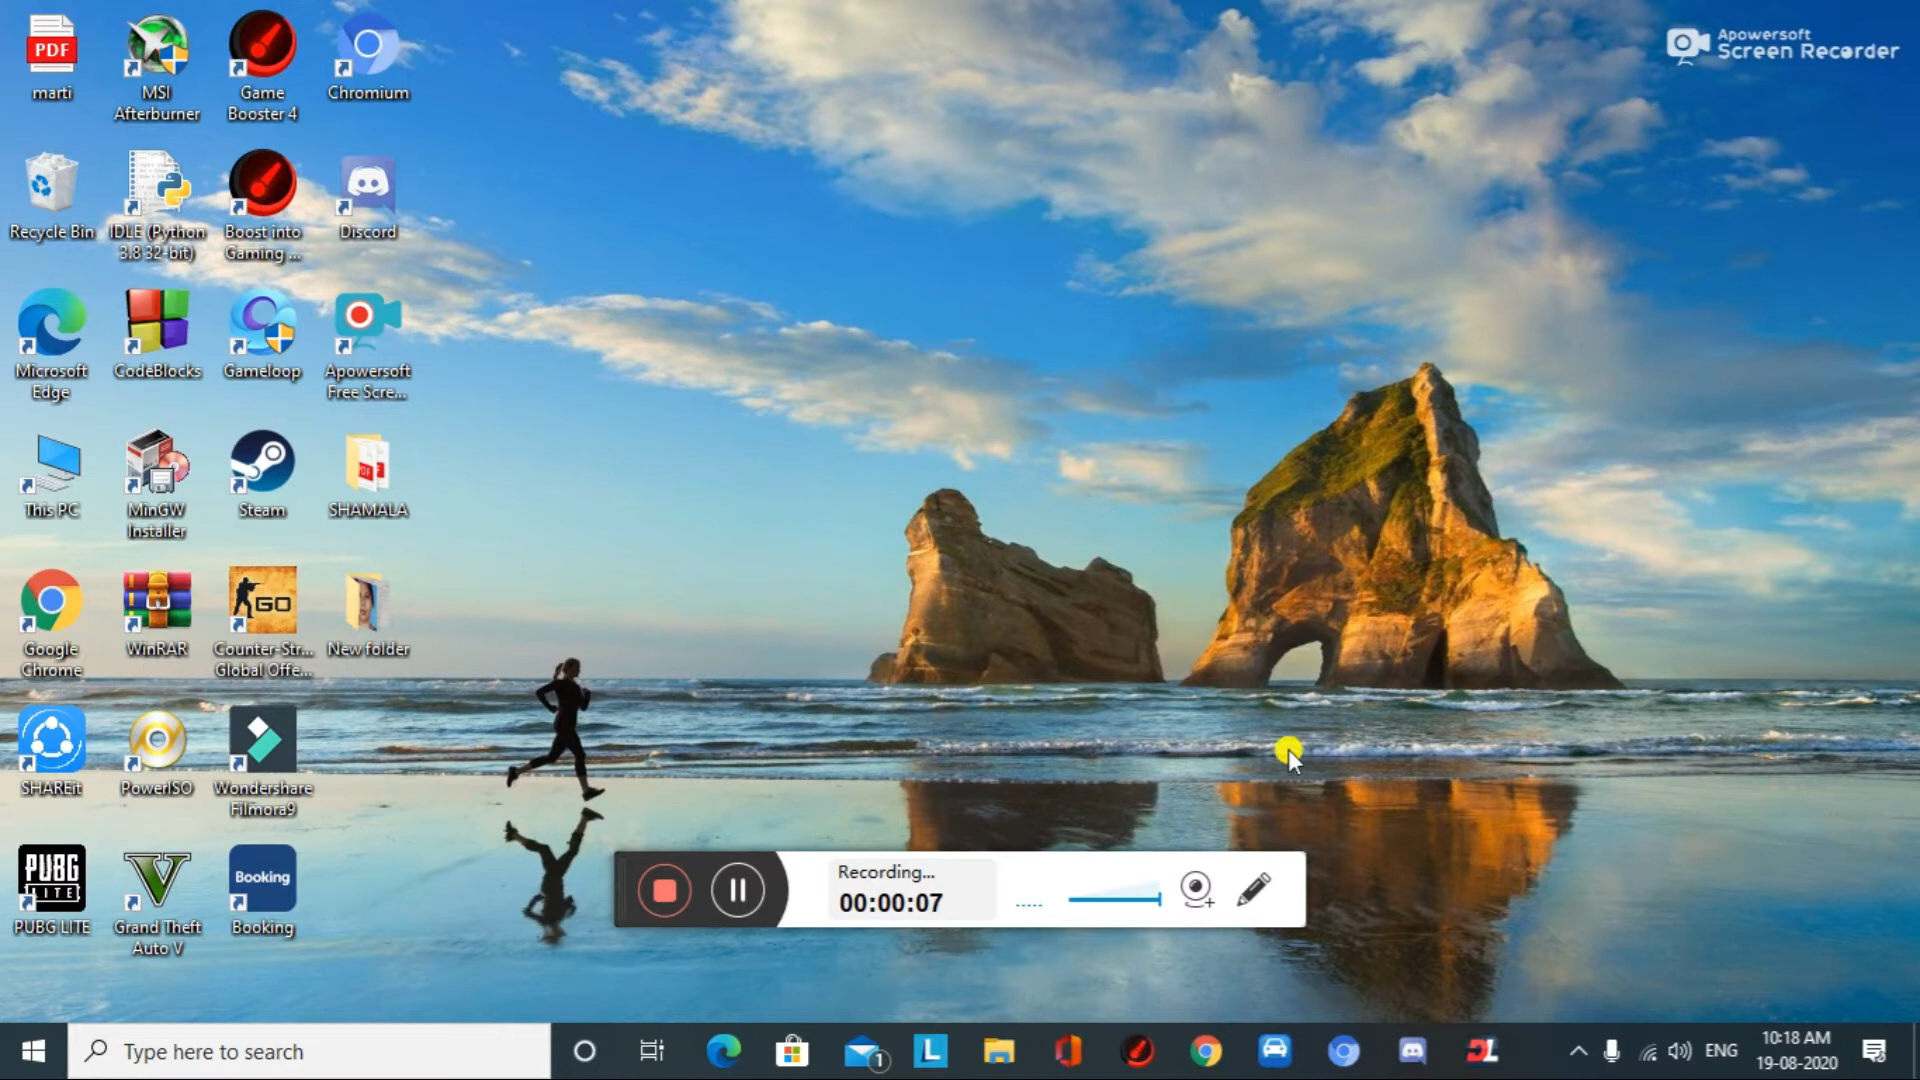 Apowersoft
Screen Recorder
PDF
marti
MSI
Afterburner
Game
Booster 4
Chromium
Recycle Bin
IDLE (Python
3.8 32-bit)
Boost into
Gaming ...
Discord
Microsoft
Edge
CodeBlocks
Gameloop
Apowersoft
Free Scre...
This PC
MinGW
Installer
Steam
PDF
SHAMALA
Google
Chrome
WinRAR
GO
Counter-Str...
Global Offe...
New folder
SHAREit
PowerISO
Wondershare
Filmora9
PUBG
LITE
PUBG LITE
V
Grand Theft
Auto V
Booking
Booking
Recording...
00:00:07
Type here to search
1
L
DL
ENG
10:18 AM
19-08-2020